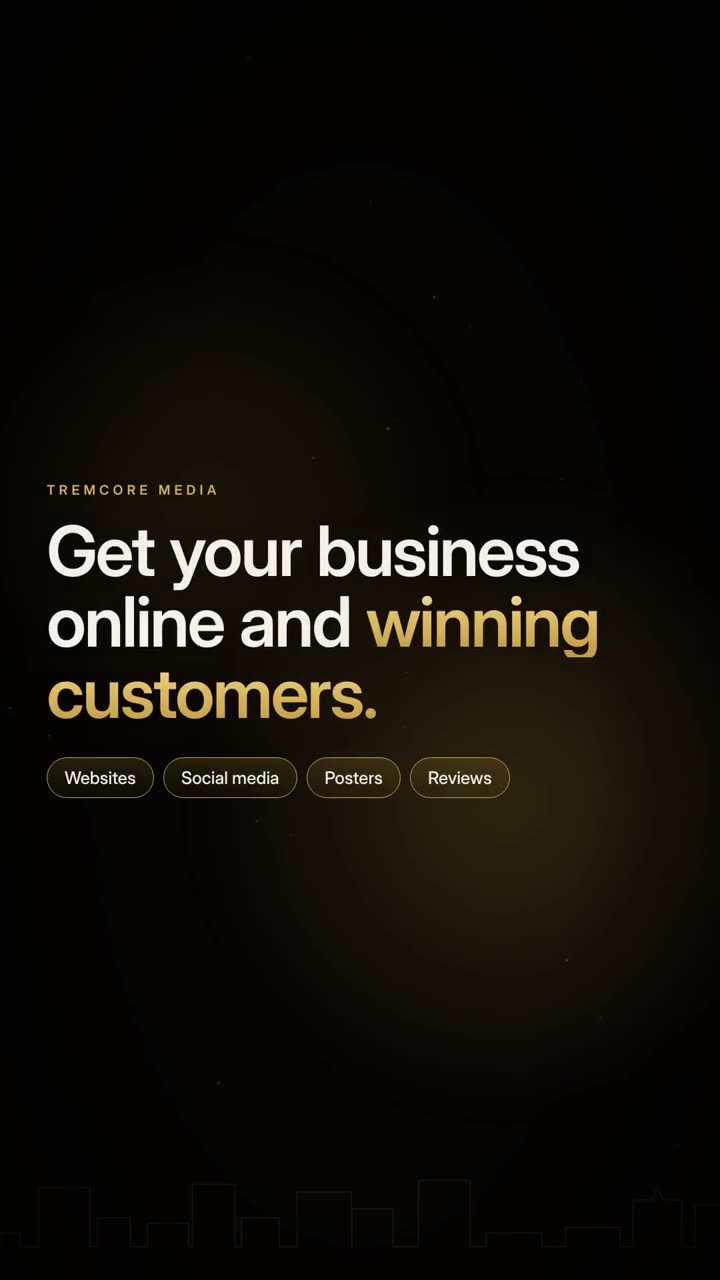 TREMCORE MEDIA
Get your business
online and winning
customers.
Websites
Social media
Posters
Reviews